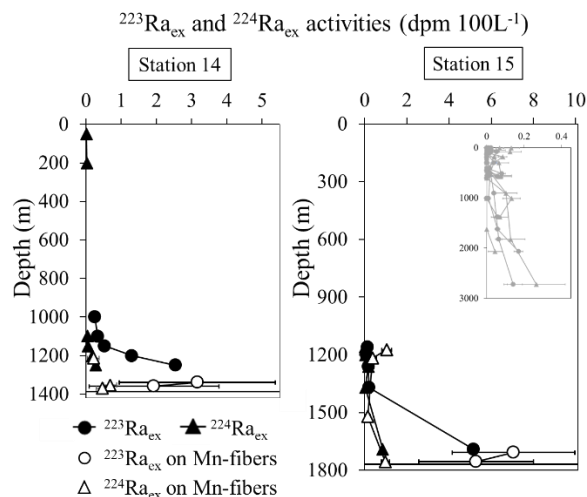 ²²³Raₑₓ and ²²⁴Raₑₓ activities (dpm 100L⁻¹)
Station 14
Station 15
0 1 2 3 4 5
0 2 4 6 8 10
0
200
400
600
800
1000
1200
1400
Depth (m)
0
300
600
900
1200
1500
1800
Depth (m)
0 0.2 0.4
0
1000
2000
3000
²²³Raₑₓ ²²⁴Raₑₓ
²²³Raₑₓ on Mn-fibers
²²⁴Raₑₓ on Mn-fibers